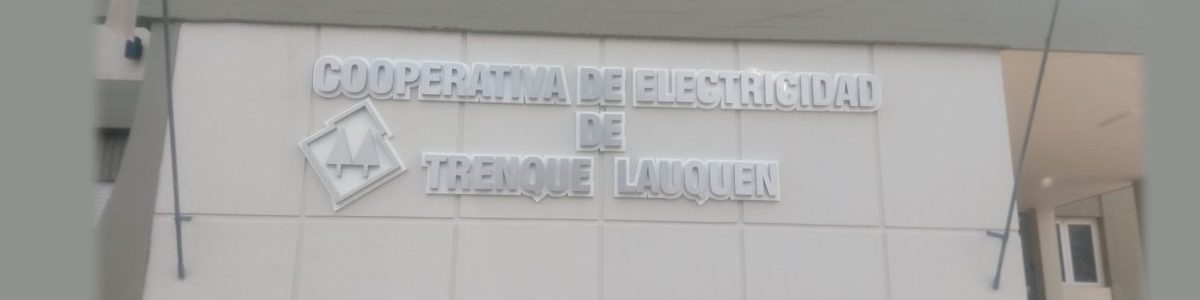 COOPERATIVA DE ELECTRICIDAD
DE
TRENQUE LAUQUEN